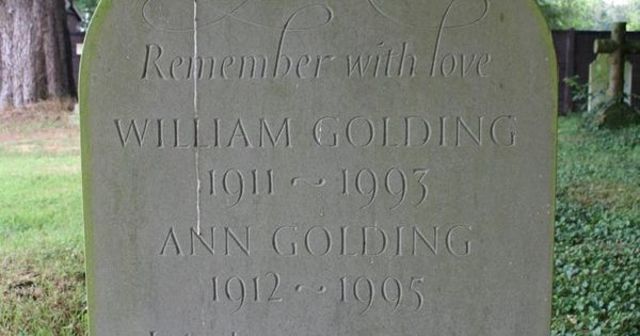 Remember with love
WILLIAM GOLDING
1911 ~ 1993
ANN GOLDING
1912 ~ 1995